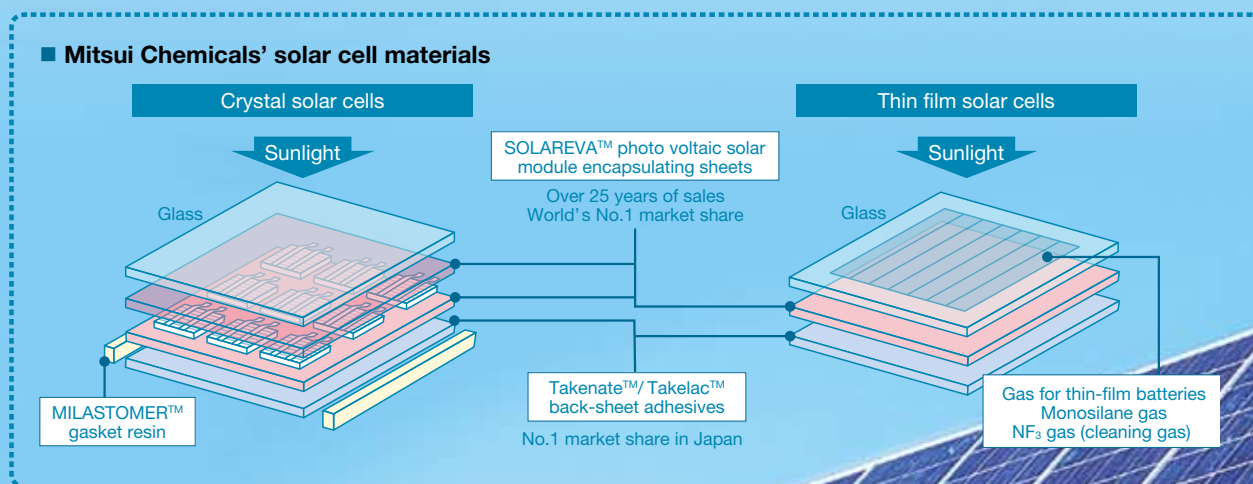 ■ Mitsui Chemicals’ solar cell materials
Crystal solar cells
Sunlight
Glass
MILASTOMER™
gasket resin
SOLAREVA™ photo voltaic solar
module encapsulating sheets
Over 25 years of sales
World’s No.1 market share
Takenate™/ Takelac™
back-sheet adhesives
No.1 market share in Japan
Thin film solar cells
Sunlight
Glass
Gas for thin-film batteries
Monosilane gas
NF₃ gas (cleaning gas)